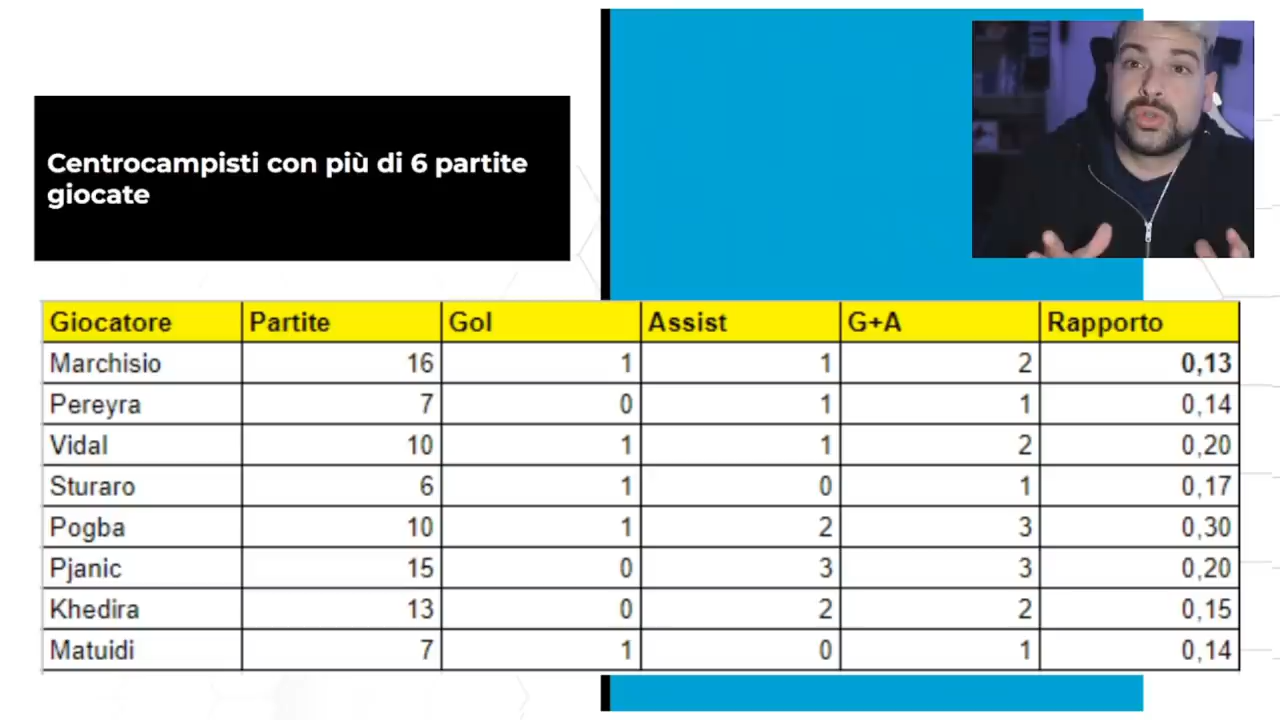 Centrocampisti con più di 6 partite
giocate
Giocatore Partite Gol Assist G+A Rapporto
Marchisio 16 1 1 2 0,13
Pereyra 7 0 1 1 0,14
Vidal 10 1 1 2 0,20
Sturaro 6 1 0 1 0,17
Pogba 10 1 2 3 0,30
Pjanic 15 0 3 3 0,20
Khedira 13 0 2 2 0,15
Matuidi 7 1 0 1 0,14